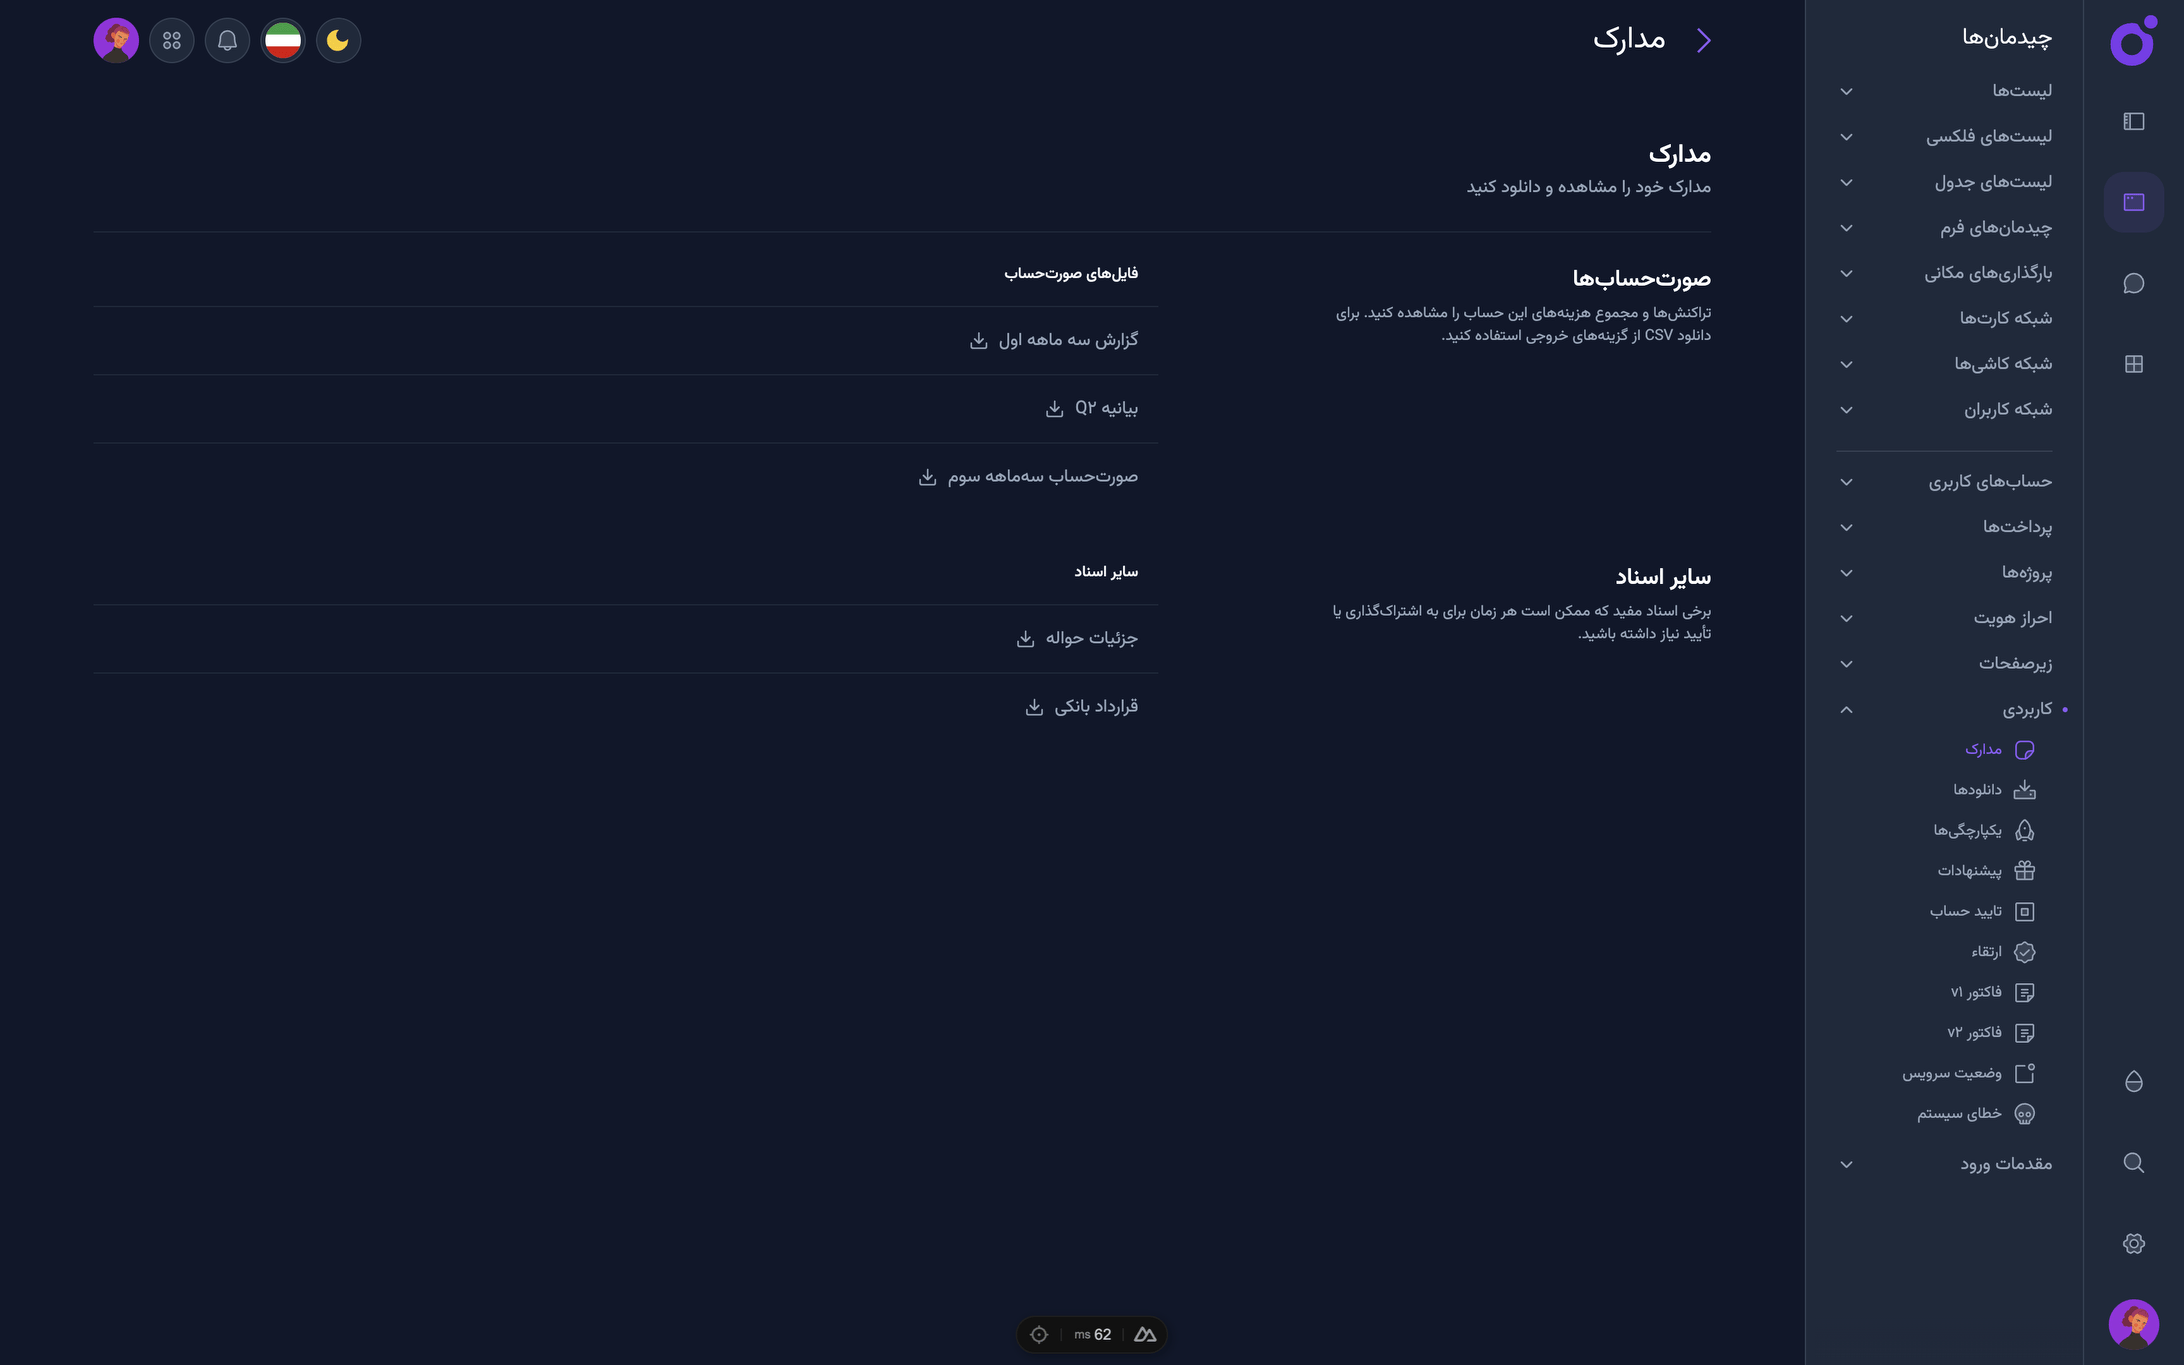 چیدمان‌ها
لیست‌ها
لیست‌های فلکسی
لیست‌های جدول
چیدمان‌های فرم
بارگذاری‌های مکانی
شبکه کارت‌ها
شبکه کاشی‌ها
شبکه کاربران
حساب‌های کاربری
پرداخت‌ها
پروژه‌ها
احراز هویت
زیرصفحات
کاربردی
مدارک
دانلودها
یکپارچگی‌ها
پیشنهادات
تایید حساب
ارتقاء
فاکتور v۱
فاکتور v۲
وضعیت سرویس
خطای سیستم
مقدمات ورود
مدارک
مدارک
مدارک خود را مشاهده و دانلود کنید
صورت‌حساب‌ها
تراکنش‌ها و مجموع هزینه‌های این حساب را مشاهده کنید. برای
دانلود CSV از گزینه‌های خروجی استفاده کنید.
فایل‌های صورت‌حساب
گزارش سه ماهه اول
بیانیه Q۲
صورت‌حساب سه‌ماهه سوم
سایر اسناد
برخی اسناد مفید که ممکن است هر زمان برای به اشتراک‌گذاری یا
تأیید نیاز داشته باشید.
سایر اسناد
جزئیات حواله
قرارداد بانکی
62 ms